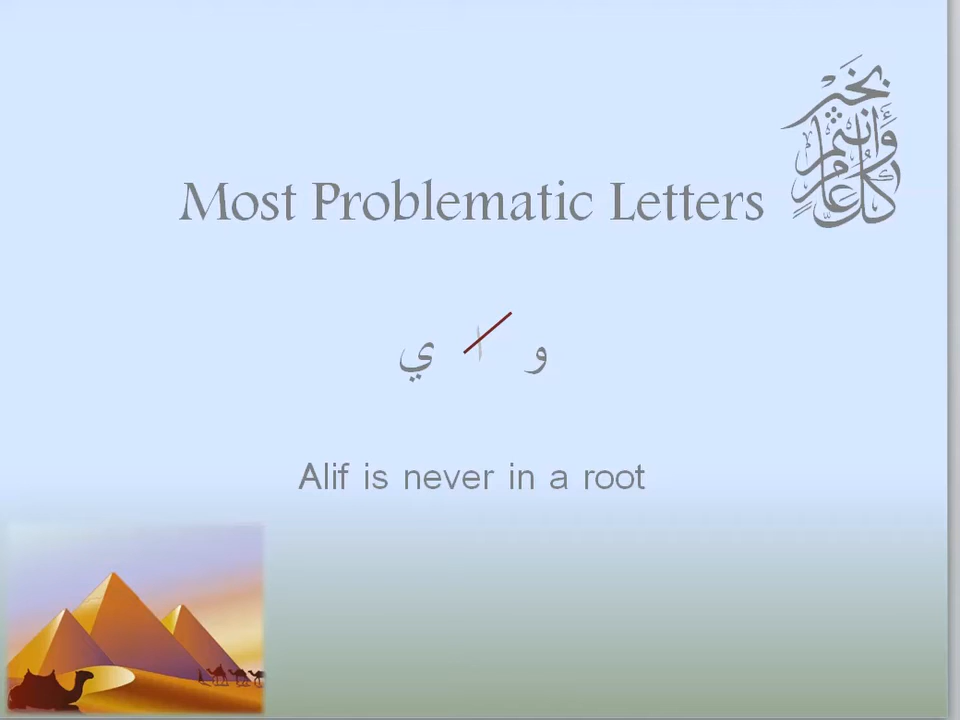 بخير
وأنتم
كل عام
Most Problematic Letters
و ا ي
Alif is never in a root